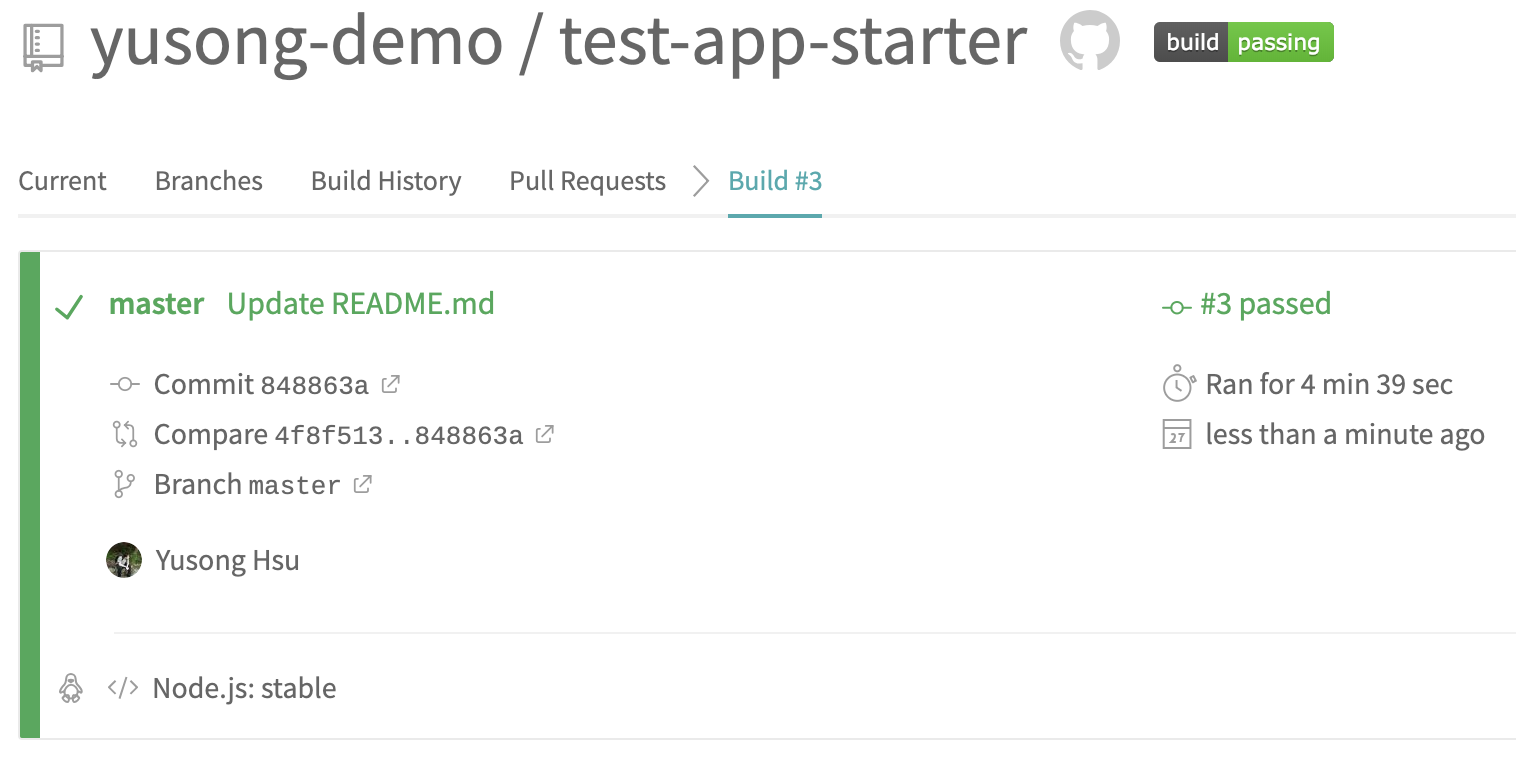 yusong-demo / test-app-starter build passing
Current Branches Build History Pull Requests Build #3
master Update README.md #3 passed
Commit 848863a Ran for 4 min 39 sec
Compare 4f8f513..848863a 27 less than a minute ago
Branch master
Yusong Hsu
</> Node.js: stable